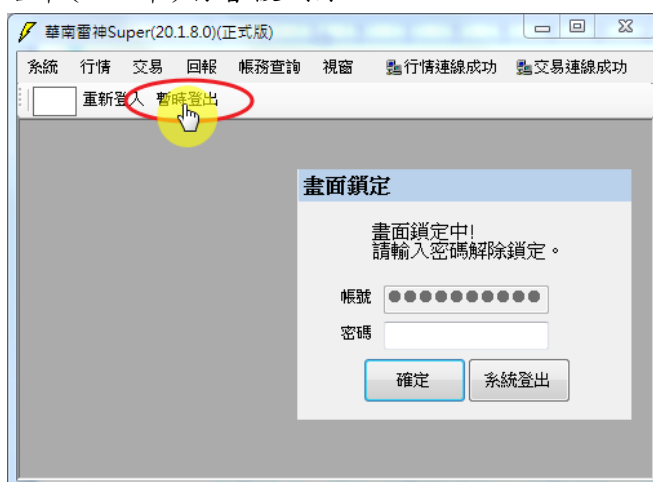 華南雷神Super(20.1.8.0)(正式版)
系統 行情 交易 回報 帳務查詢 視窗 行情連線成功 交易連線成功
重新登入 暫時登出
畫面鎖定
畫面鎖定中!
請輸入密碼解除鎖定。
帳號
密碼
確定 系統登出